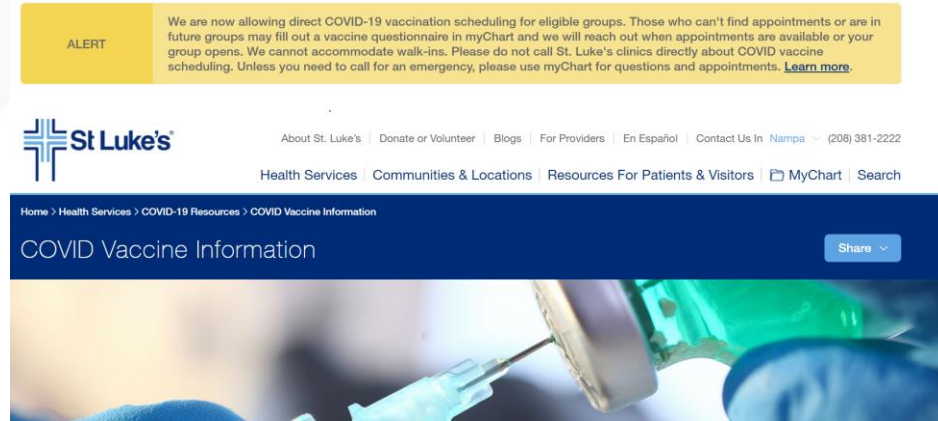 ALERT
We are now allowing direct COVID-19 vaccination scheduling for eligible groups. Those who can't find appointments or are in
future groups may fill out a vaccine questionnaire in myChart and we will reach out when appointments are available or your
group opens. We cannot accommodate walk-ins. Please do not call St. Luke's clinics directly about COVID vaccine
scheduling. Unless you need to call for an emergency, please use myChart for questions and appointments. Learn more.
St Luke's
About St. Luke's | Donate or Volunteer | Blogs | For Providers | En Español | Contact Us In Nampa (208) 381-2222
Health Services | Communities & Locations | Resources For Patients & Visitors | MyChart | Search
Home > Health Services > COVID-19 Resources > COVID Vaccine Information
COVID Vaccine Information
Share